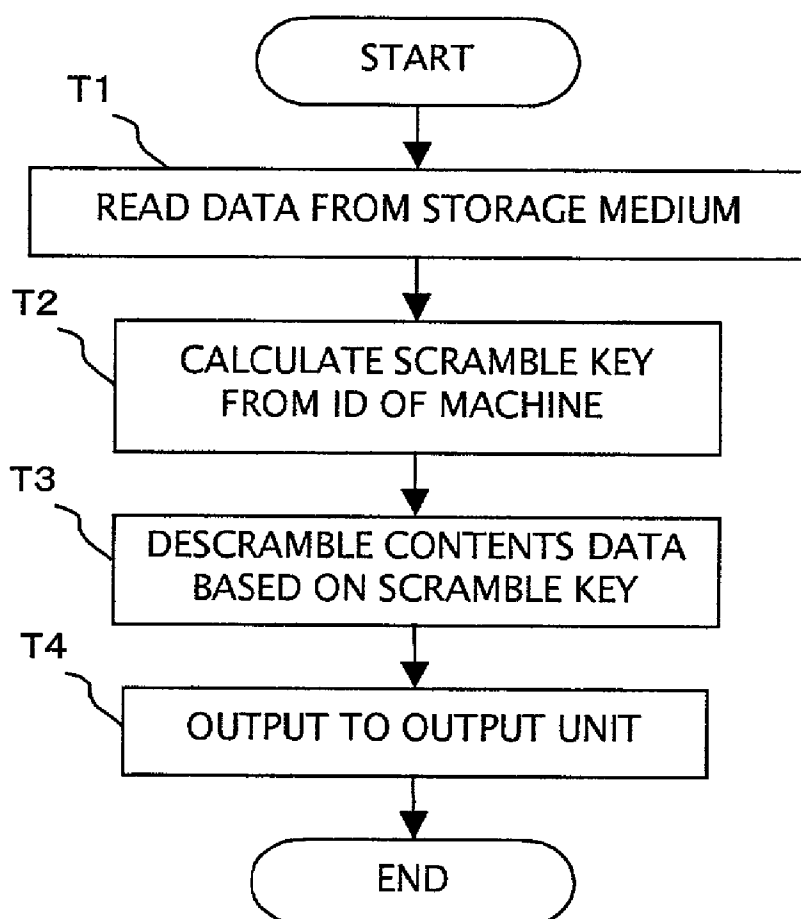 START
T1
READ DATA FROM STORAGE MEDIUM
T2
CALCULATE SCRAMBLE KEY
FROM ID OF MACHINE
T3
DESCRAMBLE CONTENTS DATA
BASED ON SCRAMBLE KEY
T4
OUTPUT TO OUTPUT UNIT
END